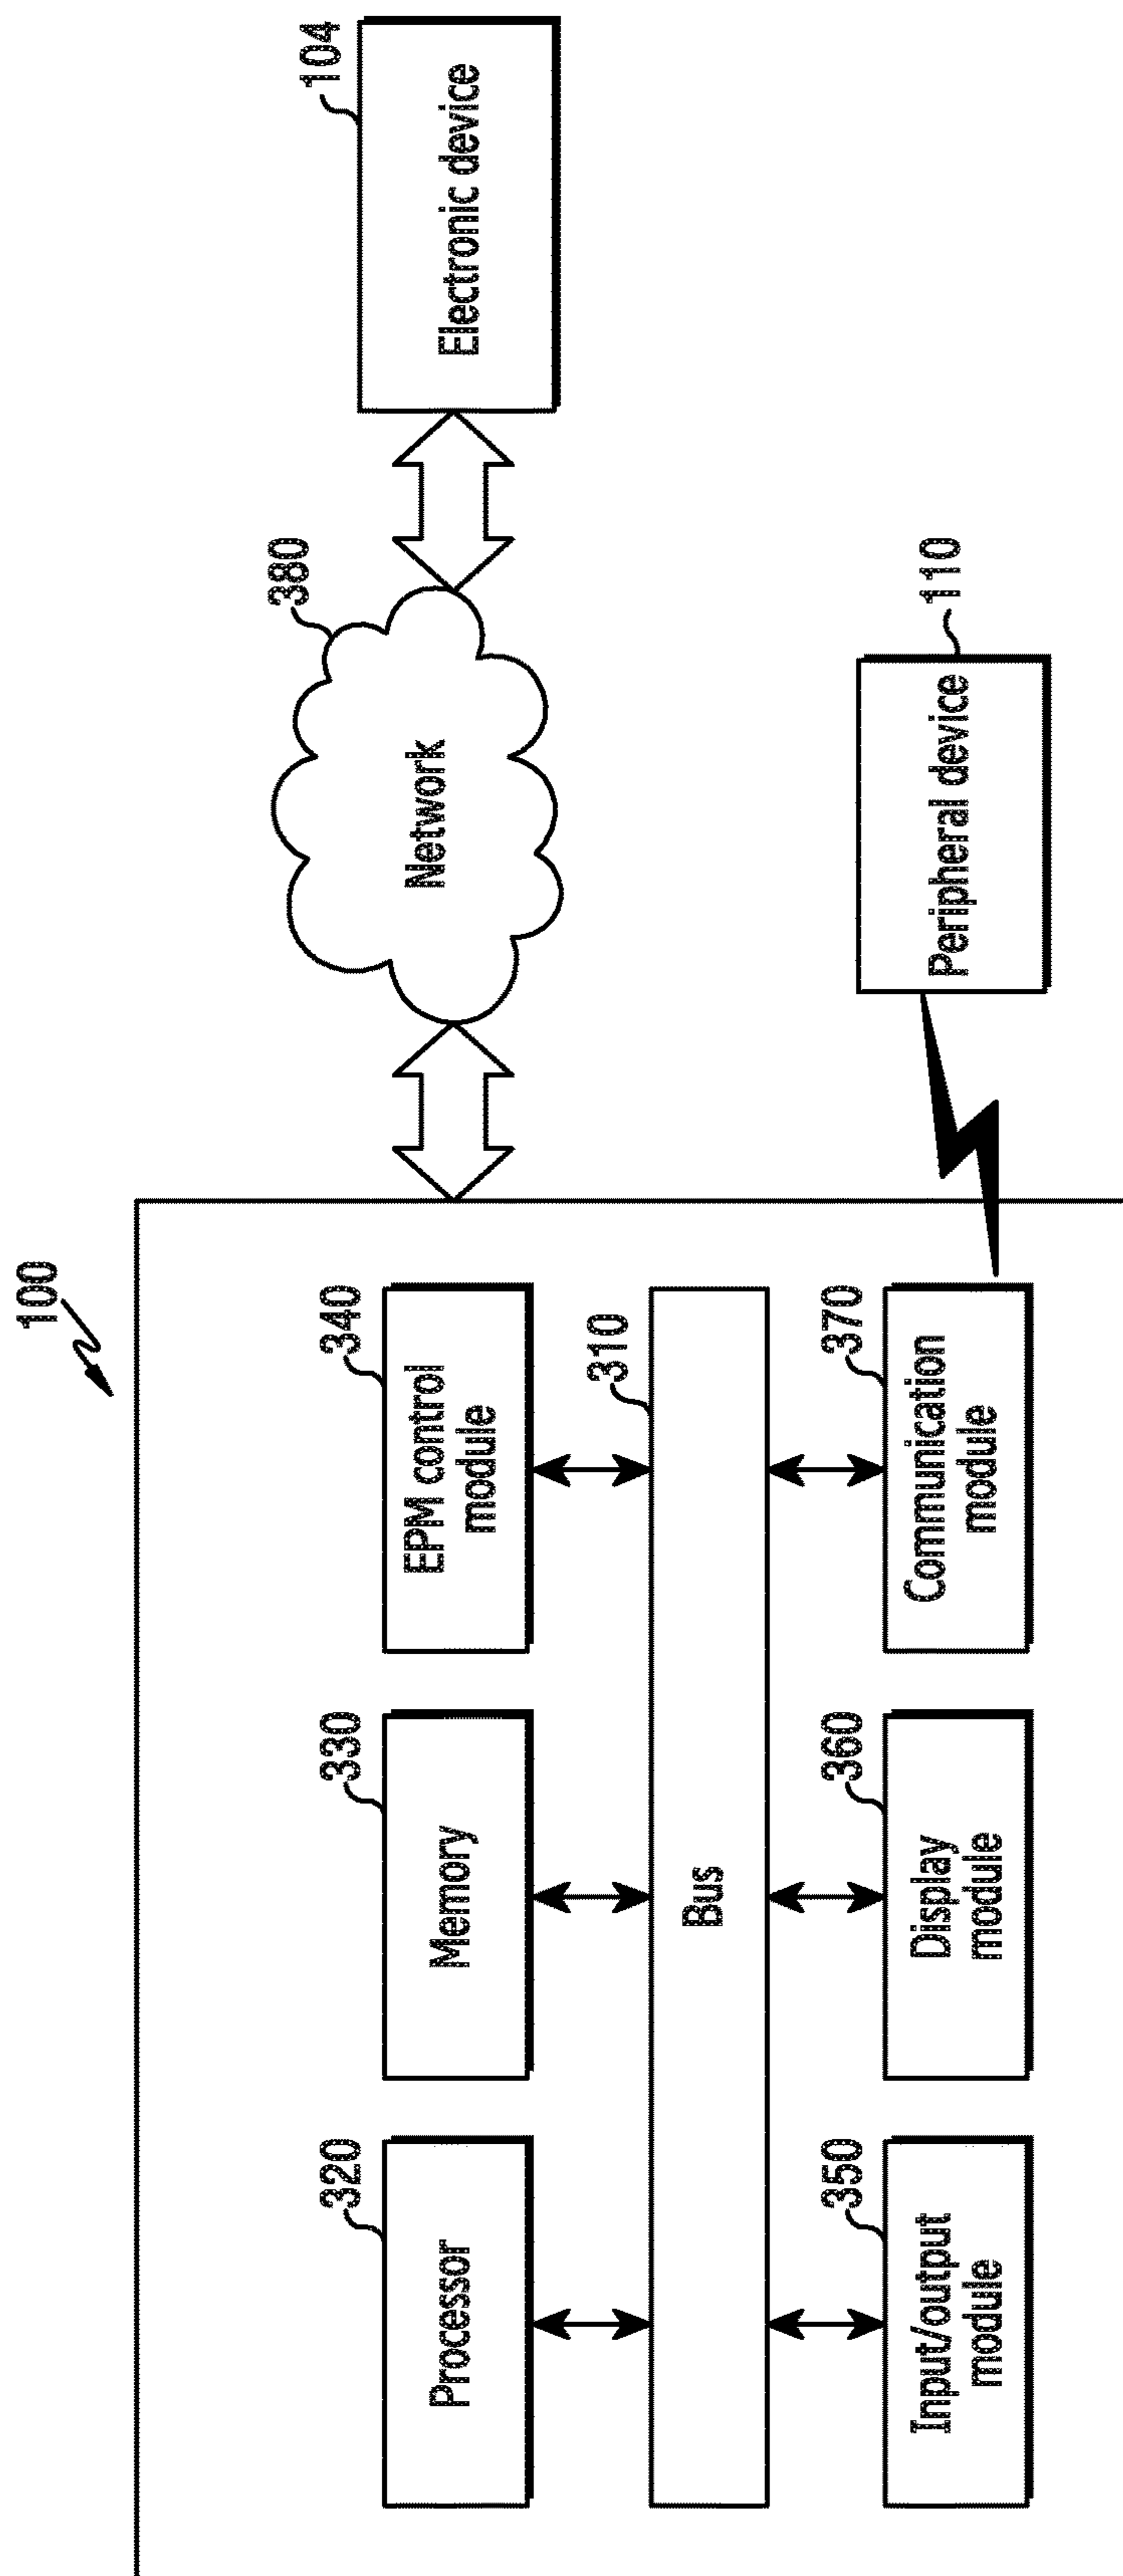 100
320
Processor
330
Memory
340
EPM control
module
380
Network
104
Electronic device
310
Bus
350
Input/output
module
360
Display
module
370
Communication
module
110
Peripheral device